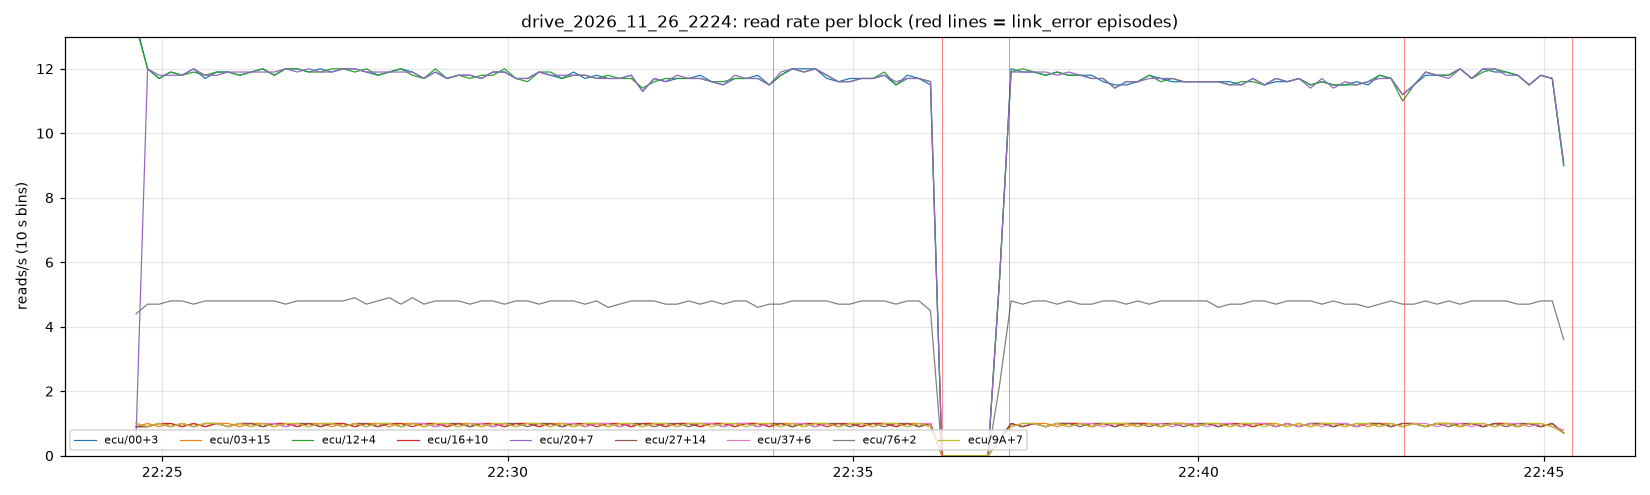 drive_2026_11_26_2224: read rate per block (red lines = link_error episodes)
reads/s (10 s bins)
12
10
8
6
4
2
0
ecu/00+3 ecu/03+15 ecu/12+4 ecu/16+10 ecu/20+7 ecu/27+14 ecu/37+6 ecu/76+2 ecu/9A+7
22:25 22:30 22:35 22:40 22:45